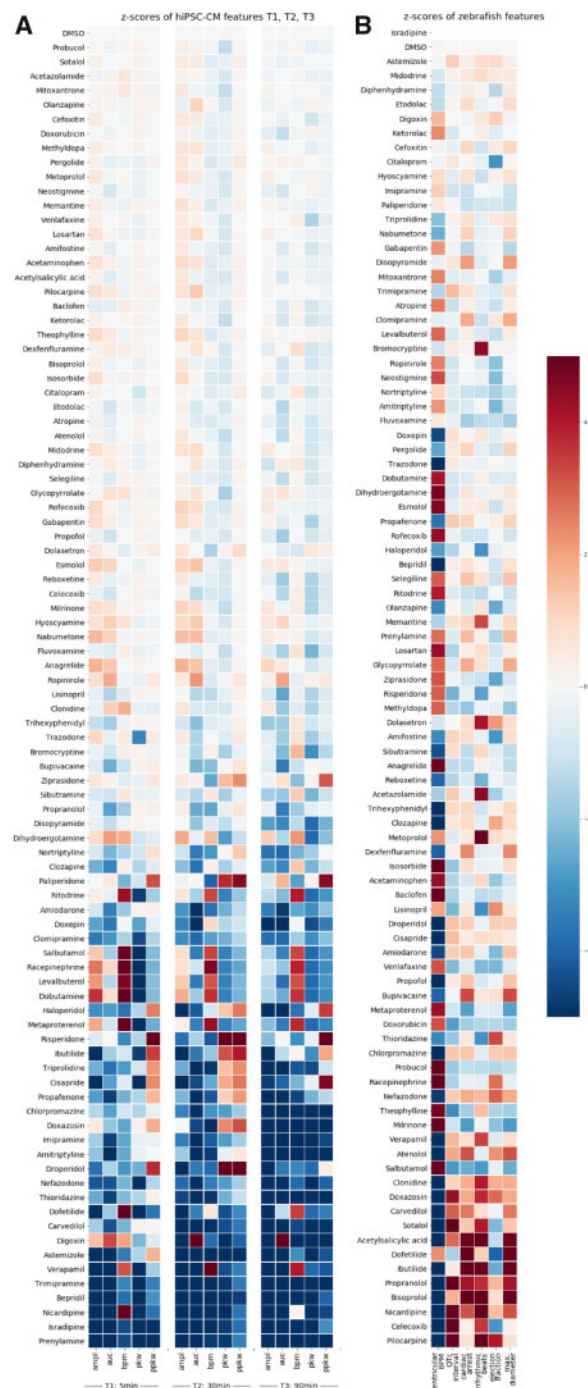 A
z-scores of hiPSC-CM features T1, T2, T3
DMSO
Probucol
Sotalol
Acetazolamide
Mitoxantrone
Olanzapine
Cefoxitin
Doxorubicin
Methyldopa
Pergolide
Metoprolol
Neostigmine
Memantine
Venlafaxine
Losartan
Amifostine
Acetaminophen
Acetylsalicylic acid
Pilocarpine
Baclofen
Ketorolac
Theophylline
Dexfenfluramine
Bisoprolol
Isosorbide
Citalopram
Etodolac
Atropine
Atenolol
Midodrine
Diphenhydramine
Selegiline
Glycopyrrolate
Rofecoxib
Gabapentin
Propofol
Dolasetron
Esmolol
Reboxetine
Celecoxib
Milrinone
Hyoscyamine
Nabumetone
Fluvoxamine
Anagrelide
Ropinirole
Lisinopril
Clonidine
Trihexyphenidyl
Trazodone
Bromocryptine
Bupivacaine
Ziprasidone
Sibutramine
Propranolol
Disopyramide
Dihydroergotamine
Nortriptyline
Clozapine
Paliperidone
Ritodrine
Amiodarone
Doxepin
Clomipramine
Salbutamol
Racepinephrine
Levalbuterol
Dobutamine
Haloperidol
Metaproterenol
Risperidone
Ibutilide
Triprolidine
Cisapride
Propafenone
Chlorpromazine
Doxazosin
Imipramine
Amitriptyline
Droperidol
Nefazodone
Thioridazine
Dofetilide
Carvedilol
Digoxin
Astemizole
Verapamil
Trimipramine
Bepridil
Nicardipine
Isradipine
Prenylamine
ampl auc bpm pkw ppkw ampl auc bpm pkw ppkw ampl auc bpm pkw ppkw
T1: 5min T2: 30min T3: 90min
B
z-scores of zebrafish features
Isradipine
DMSO
Astemizole
Midodrine
Diphenhydramine
Etodolac
Digoxin
Ketorolac
Cefoxitin
Citalopram
Hyoscyamine
Imipramine
Paliperidone
Triprolidine
Nabumetone
Gabapentin
Disopyramide
Mitoxantrone
Trimipramine
Atropine
Clomipramine
Levalbuterol
Bromocryptine
Ropinirole
Neostigmine
Nortriptyline
Amitriptyline
Fluvoxamine
Doxepin
Pergolide
Trazodone
Dobutamine
Dihydroergotamine
Esmolol
Propafenone
Rofecoxib
Haloperidol
Bepridil
Selegiline
Ritodrine
Olanzapine
Memantine
Prenylamine
Losartan
Glycopyrrolate
Ziprasidone
Risperidone
Methyldopa
Dolasetron
Amifostine
Sibutramine
Anagrelide
Reboxetine
Acetazolamide
Trihexyphenidyl
Clozapine
Metoprolol
Dexfenfluramine
Isosorbide
Acetaminophen
Baclofen
Lisinopril
Droperidol
Cisapride
Amiodarone
Venlafaxine
Propofol
Bupivacaine
Metaproterenol
Doxorubicin
Thioridazine
Chlorpromazine
Probucol
Racepinephrine
Nefazodone
Theophylline
Milrinone
Verapamil
Atenolol
Salbutamol
Clonidine
Doxazosin
Carvedilol
Sotalol
Acetylsalicylic acid
Dofetilide
Ibutilide
Propranolol
Bisoprolol
Nicardipine
Celecoxib
Pilocarpine
BPM
interval
cardiac
arrest
beats
fraction
max.
diameter
2
0